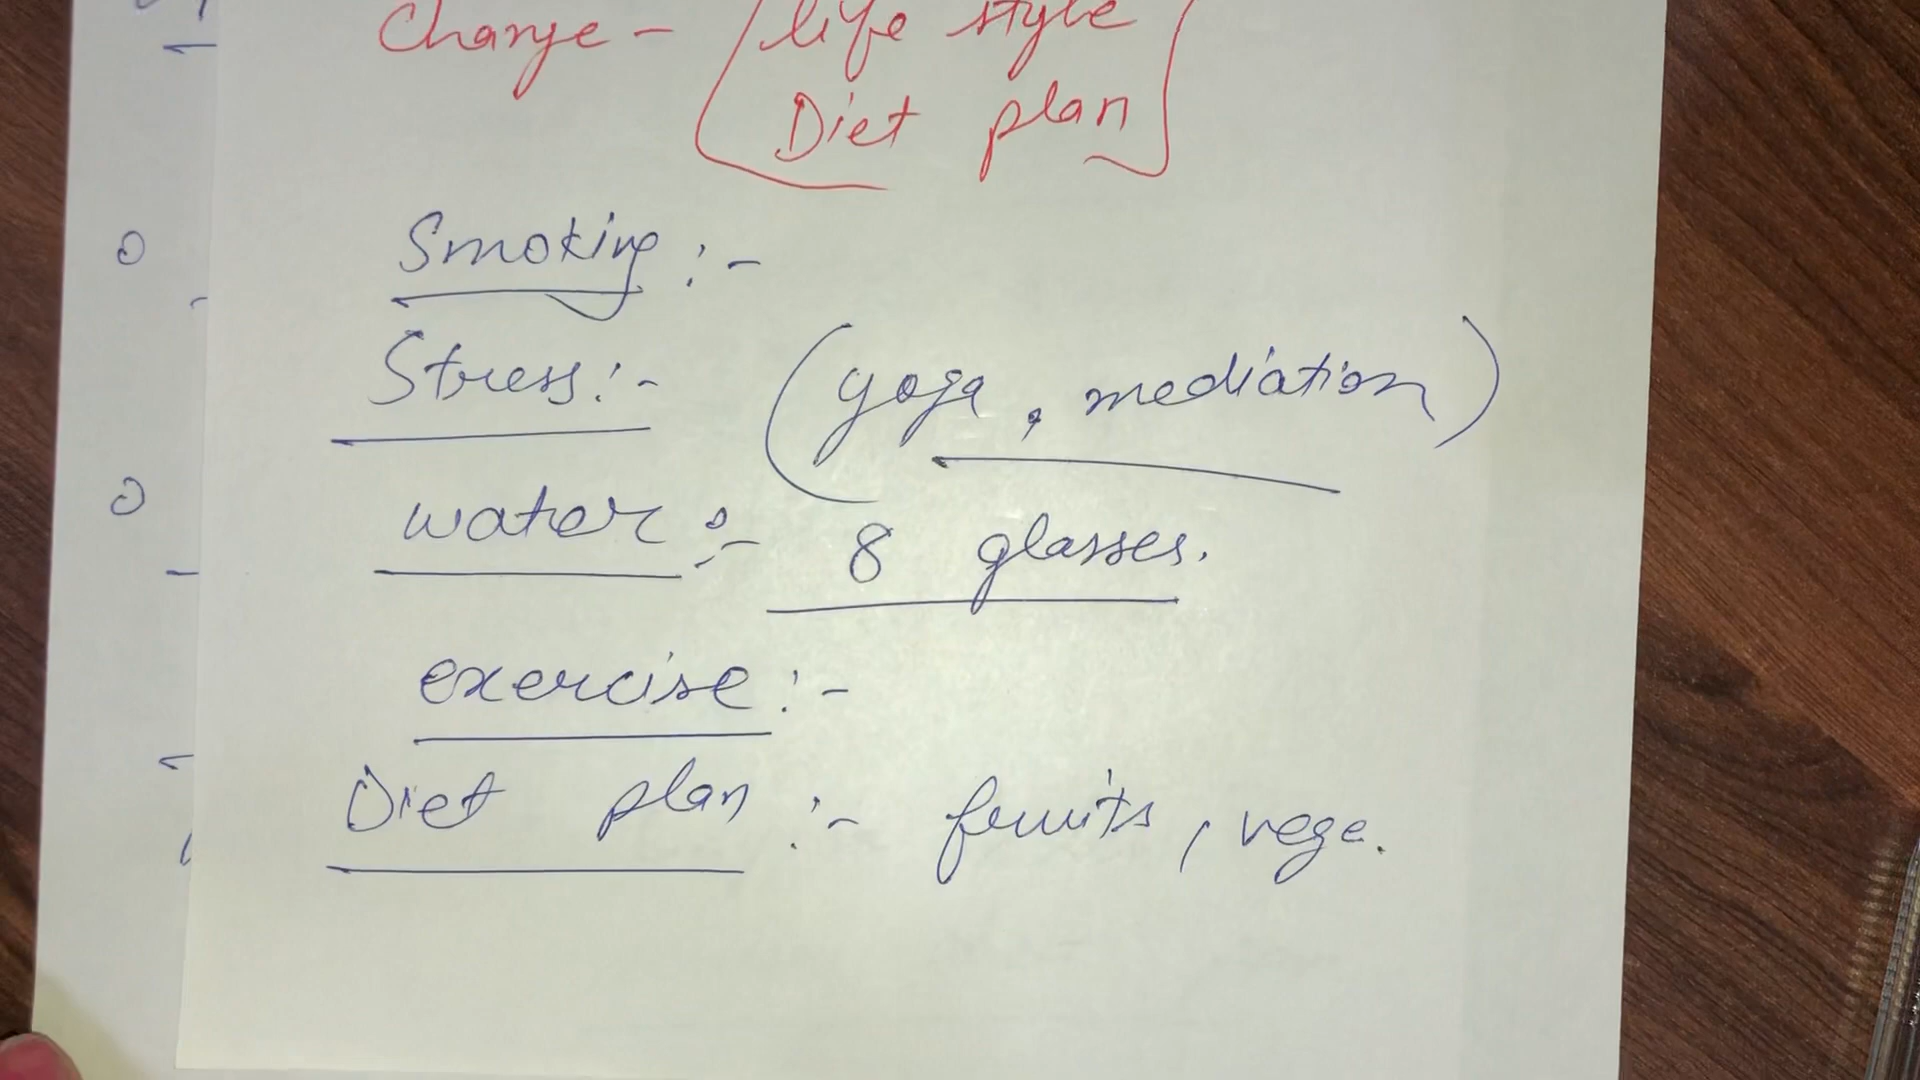 Change - life style
Diet plan
Smoking :-
Stress :- (yoga, mediation)
water :- 8 glasses.
exercise :-
Diet plan :- fruits, vege.